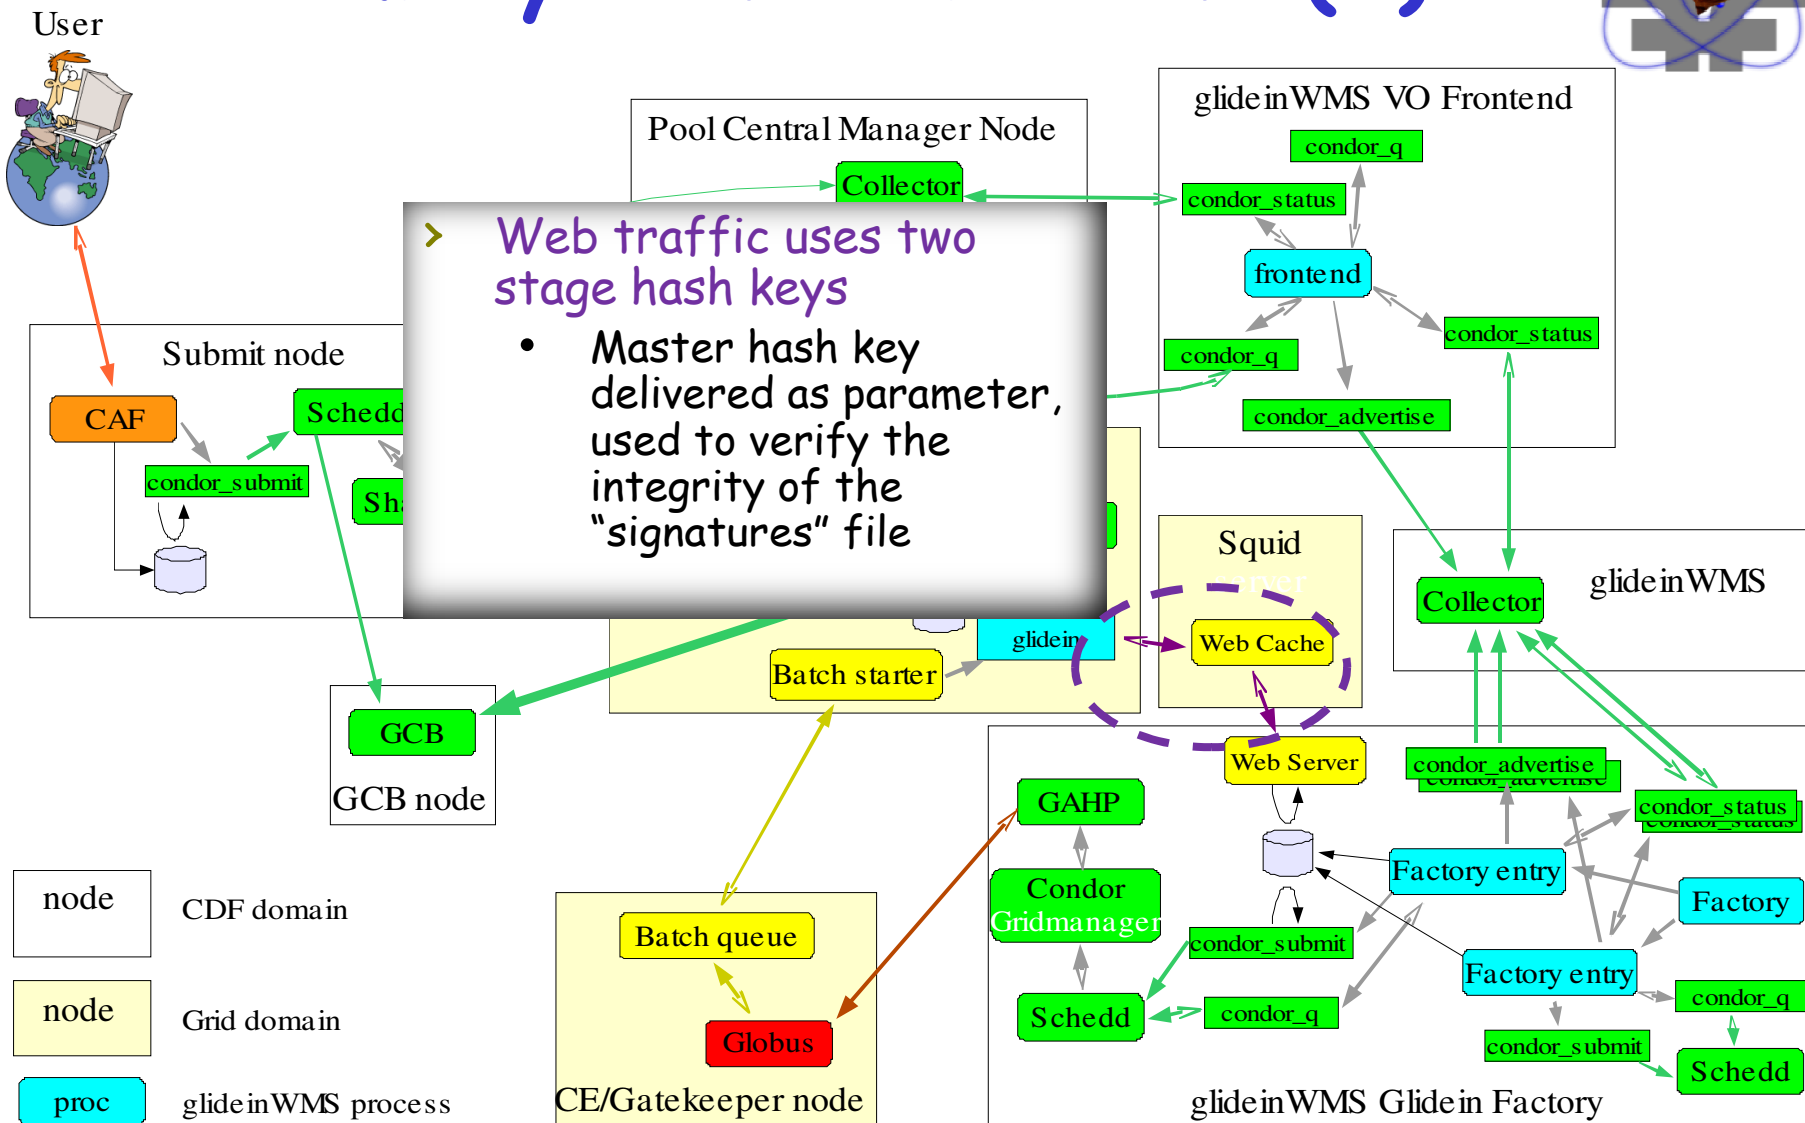 User
glideinWMS VO Frontend
Pool Central Manager Node
condor_q
Collector
condor_status
frontend
condor_status
condor_q
condor_advertise
› Web traffic uses two
stage hash keys
• Master hash key
delivered as parameter,
used to verify the
integrity of the
“signatures” file
Submit node
CAF
Schedd
condor_submit
Squid
server
Web Cache
glidein
Batch starter
glideinWMS
Collector
GCB
GCB node
Web Server
condor_advertise
condor_advertise
condor_status
condor_status
GAHP
Condor
Gridmanager
Factory entry
Factory
condor_submit
Factory entry
Schedd
condor_q
condor_q
condor_submit
Schedd
glideinWMS Glidein Factory
Batch queue
Globus
CE/Gatekeeper node
node
CDF domain
node
Grid domain
proc
glideinWMS process